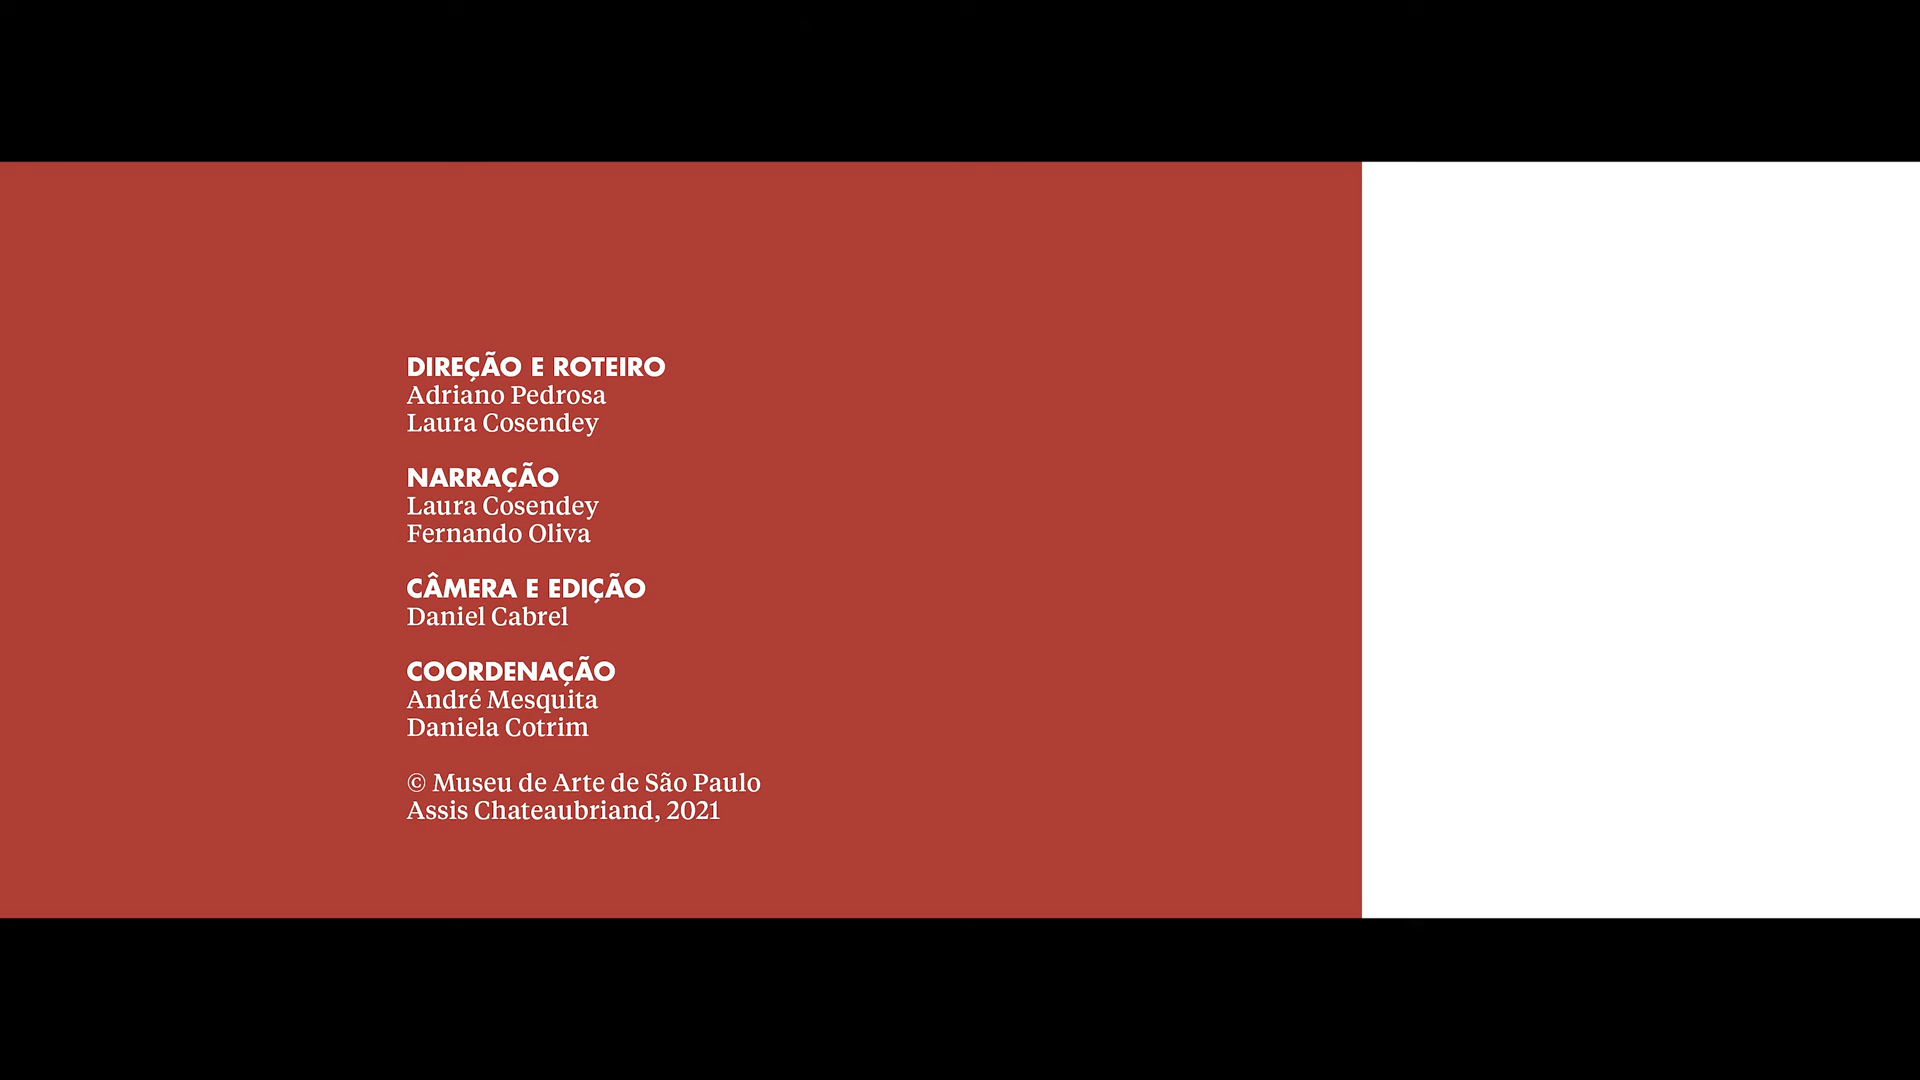 DIREÇÃO E ROTEIRO
Adriano Pedrosa
Laura Cosendey
NARRAÇÃO
Laura Cosendey
Fernando Oliva
CÂMERA E EDIÇÃO
Daniel Cabrel
COORDENAÇÃO
André Mesquita
Daniela Cotrim
© Museu de Arte de São Paulo
Assis Chateaubriand, 2021